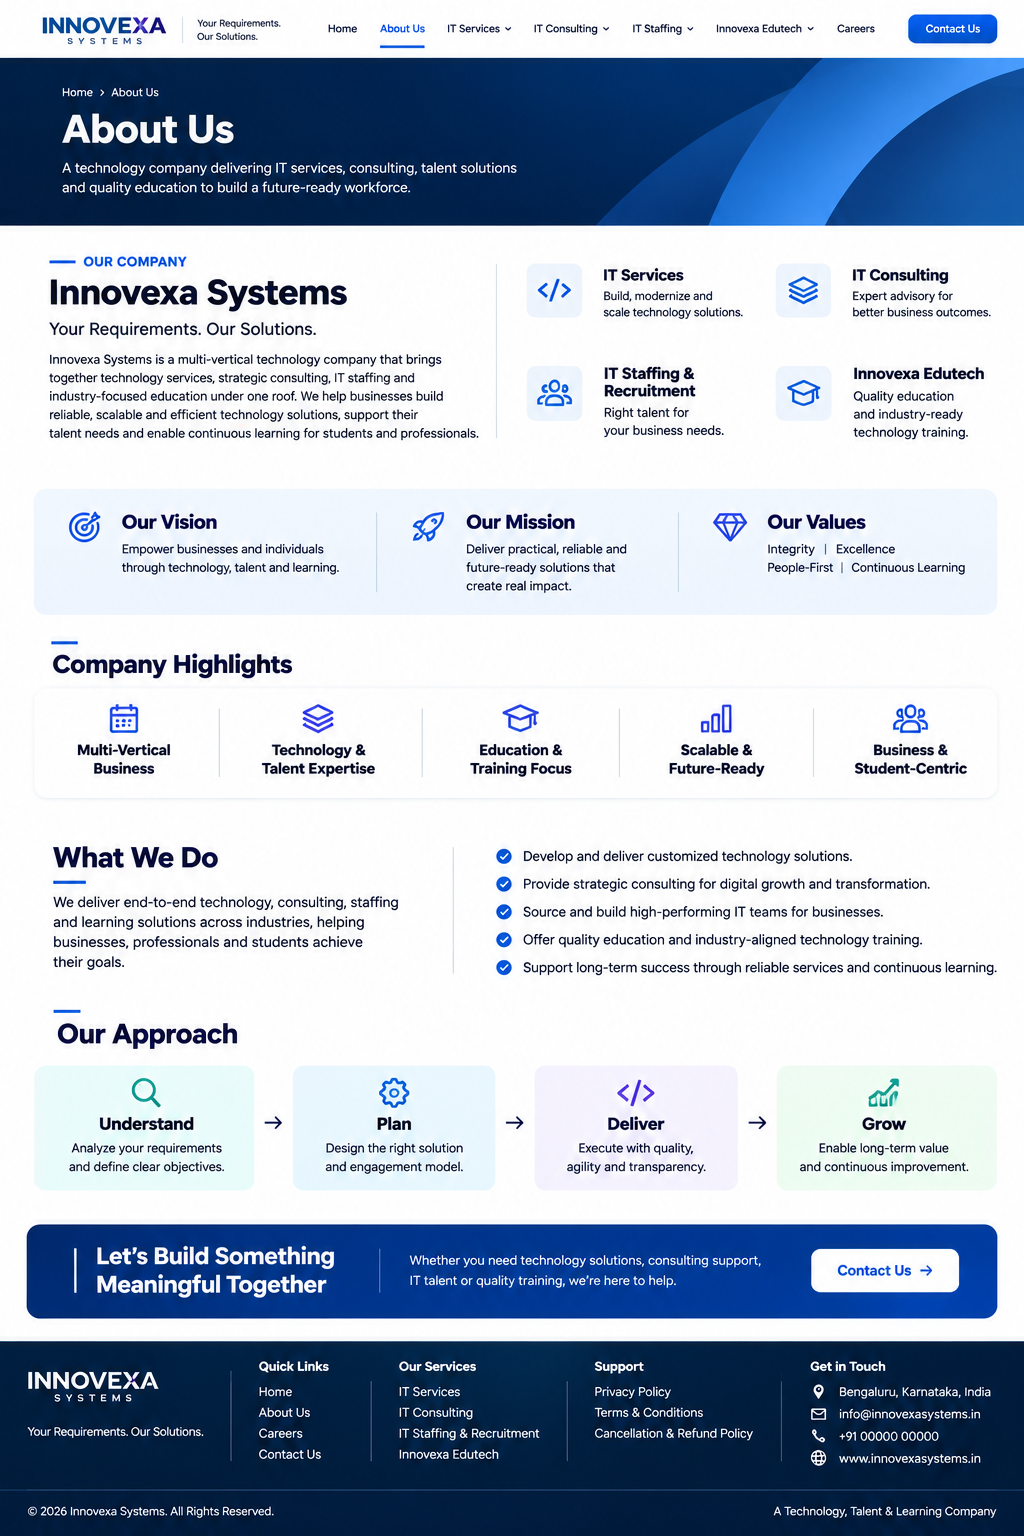 INNOVEXA
SYSTEMS
Your Requirements.
Our Solutions.
Home
About Us
IT Services
IT Consulting
IT Staffing
Innovexa Edutech
Careers
Contact Us
Home > About Us
About Us
A technology company delivering IT services, consulting, talent solutions
and quality education to build a future-ready workforce.
OUR COMPANY
Innovexa Systems
Your Requirements. Our Solutions.
Innovexa Systems is a multi-vertical technology company that brings
together technology services, strategic consulting, IT staffing and
industry-focused education under one roof. We help businesses build
reliable, scalable and efficient technology solutions, support their
talent needs and enable continuous learning for students and professionals.
IT Services
Build, modernize and
scale technology solutions.
IT Consulting
Expert advisory for
better business outcomes.
IT Staffing &
Recruitment
Right talent for
your business needs.
Innovexa Edutech
Quality education
and industry-ready
technology training.
Our Vision
Empower businesses and individuals
through technology, talent and learning.
Our Mission
Deliver practical, reliable and
future-ready solutions that
create real impact.
Our Values
Integrity | Excellence
People-First | Continuous Learning
Company Highlights
Multi-Vertical
Business
Technology &
Talent Expertise
Education &
Training Focus
Scalable &
Future-Ready
Business &
Student-Centric
What We Do
We deliver end-to-end technology, consulting, staffing
and learning solutions across industries, helping
businesses, professionals and students achieve
their goals.
Develop and deliver customized technology solutions.
Provide strategic consulting for digital growth and transformation.
Source and build high-performing IT teams for businesses.
Offer quality education and industry-aligned technology training.
Support long-term success through reliable services and continuous learning.
Our Approach
Understand
Analyze your requirements
and define clear objectives.
→
Plan
Design the right solution
and engagement model.
→
Deliver
Execute with quality,
agility and transparency.
→
Grow
Enable long-term value
and continuous improvement.
Let's Build Something
Meaningful Together
Whether you need technology solutions, consulting support,
IT talent or quality training, we're here to help.
Contact Us →
INNOVEXA
SYSTEMS
Your Requirements. Our Solutions.
Quick Links
Home
About Us
Careers
Contact Us
Our Services
IT Services
IT Consulting
IT Staffing & Recruitment
Innovexa Edutech
Support
Privacy Policy
Terms & Conditions
Cancellation & Refund Policy
Get in Touch
Bengaluru, Karnataka, India
info@innovexasystems.in
+91 00000 00000
www.innovexasystems.in
© 2026 Innovexa Systems. All Rights Reserved.
A Technology, Talent & Learning Company